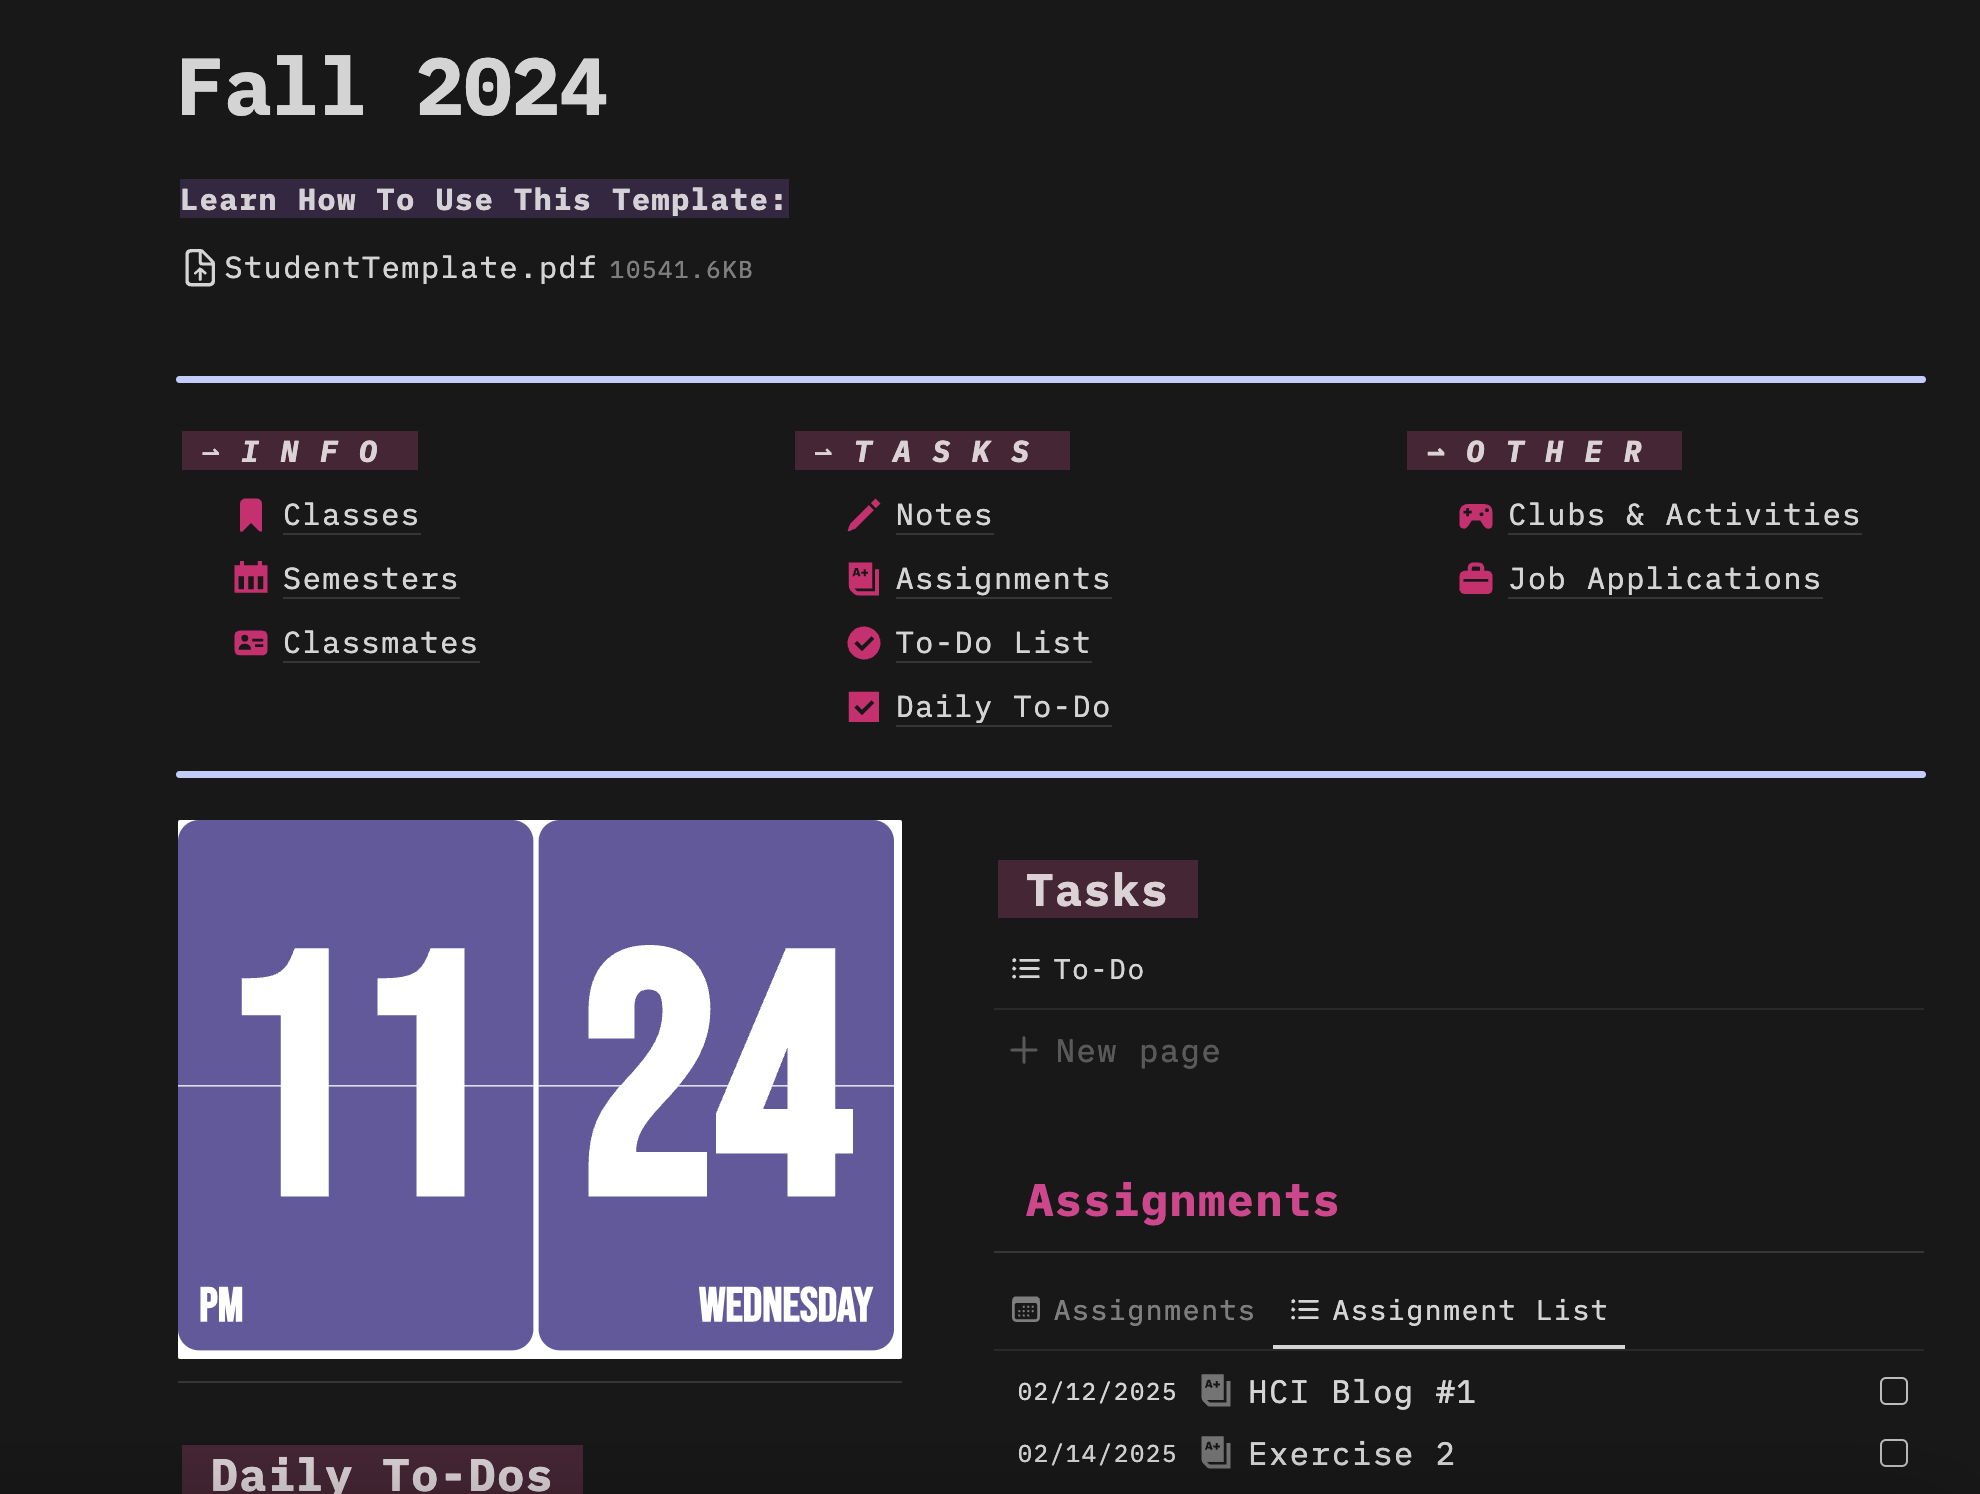 Fall 2024
Learn How To Use This Template:
StudentTemplate.pdf 10541.6KB
⇀ I N F O
Classes
Semesters
Classmates
⇀ T A S K S
Notes
A+ Assignments
To-Do List
Daily To-Do
⇀ O T H E R
Clubs & Activities
Job Applications
11 24
PM WEDNESDAY
Daily To-Dos
Tasks
To-Do
+ New page
Assignments
Assignments Assignment List
02/12/2025 A+ HCI Blog #1
02/14/2025 A+ Exercise 2